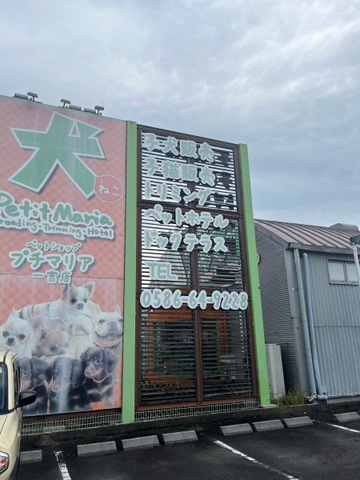 犬
ねこ
Petit Maria
Breeding・Trimming・Hotel
ペットショップ
プチマリア
一宮店
子犬販売
子猫販売
トリミング
ペットホテル
ドッグテラス
TEL
0586-64-9228